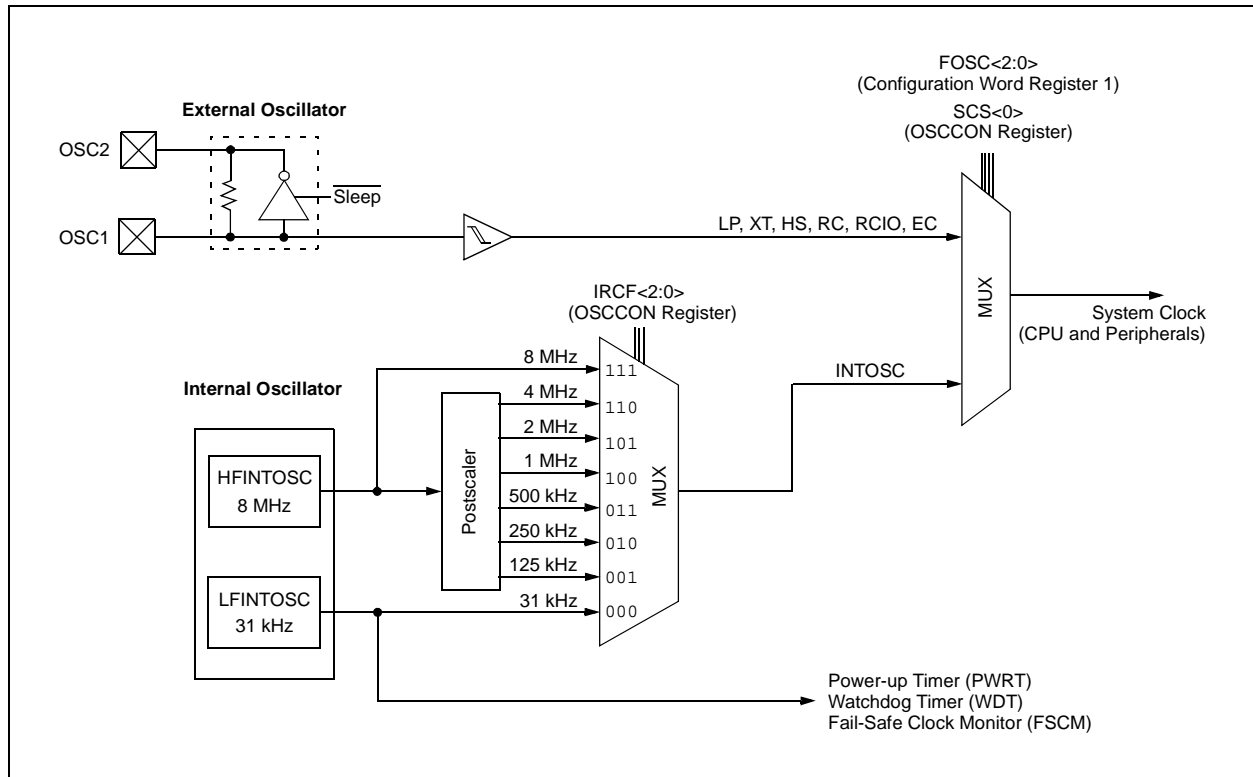 FOSC<2:0>
(Configuration Word Register 1)
SCS<0>
(OSCCON Register)
External Oscillator
OSC2
Sleep
OSC1
LP, XT, HS, RC, RCIO, EC
IRCF<2:0>
(OSCCON Register)
MUX
System Clock
(CPU and Peripherals)
INTOSC
Internal Oscillator
HFINTOSC
8 MHz
LFINTOSC
31 kHz
Postscaler
8 MHz
4 MHz
2 MHz
1 MHz
500 kHz
250 kHz
125 kHz
31 kHz
111
110
101
100
011
010
001
000
MUX
Power-up Timer (PWRT)
Watchdog Timer (WDT)
Fail-Safe Clock Monitor (FSCM)